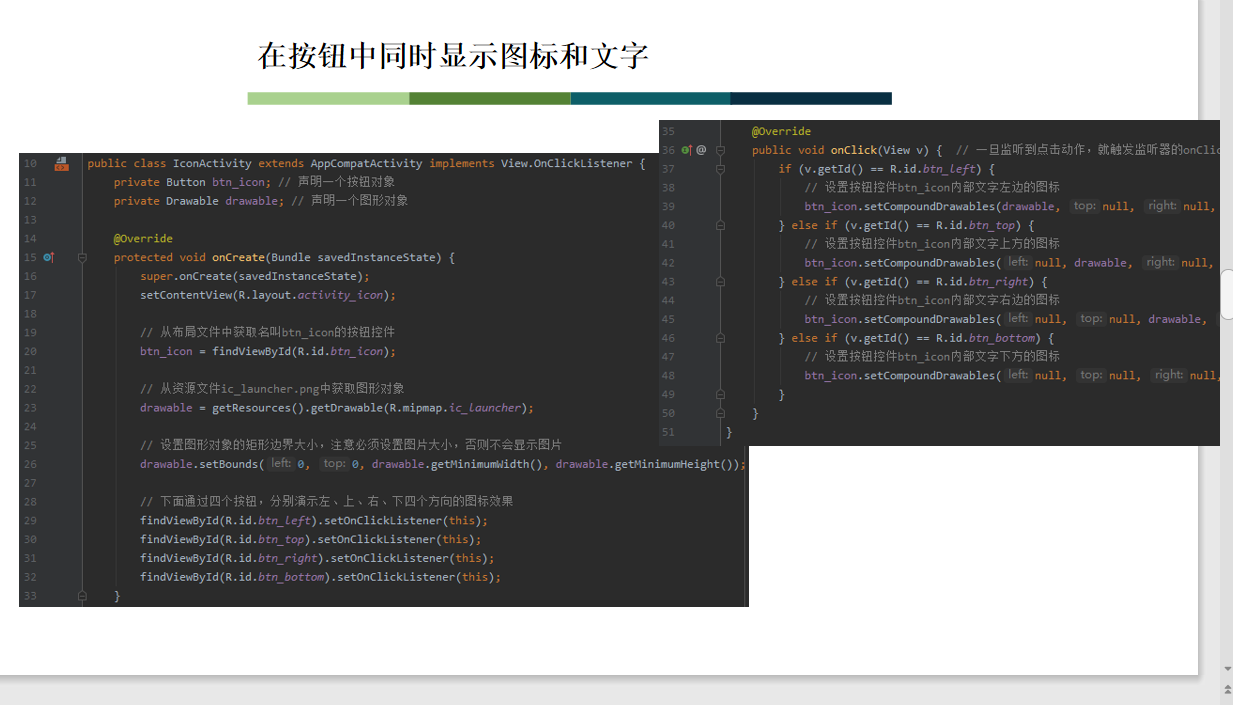 在按钮中同时显示图标和文字
10 public class IconActivity extends AppCompatActivity implements View.OnClickListener {
11 private Button btn_icon; // 声明一个按钮对象
12 private Drawable drawable; // 声明一个图形对象
13
14 @Override
15 protected void onCreate(Bundle savedInstanceState) {
16 super.onCreate(savedInstanceState);
17 setContentView(R.layout.activity_icon);
18
19 // 从布局文件中获取名叫btn_icon的按钮控件
20 btn_icon = findViewById(R.id.btn_icon);
21
22 // 从资源文件ic_launcher.png中获取图形对象
23 drawable = getResources().getDrawable(R.mipmap.ic_launcher);
24
25 // 设置图形对象的矩形边界大小，注意必须设置图片大小，否则不会显示图片
26 drawable.setBounds( left: 0, top: 0, drawable.getMinimumWidth(), drawable.getMinimumHeight());
27
28 // 下面通过四个按钮，分别演示左、上、右、下四个方向的图标效果
29 findViewById(R.id.btn_left).setOnClickListener(this);
30 findViewById(R.id.btn_top).setOnClickListener(this);
31 findViewById(R.id.btn_right).setOnClickListener(this);
32 findViewById(R.id.btn_bottom).setOnClickListener(this);
33 }
35 @Override
36 @ public void onClick(View v) { // 一旦监听到点击动作，就触发监听器的onClic
37 if (v.getId() == R.id.btn_left) {
38 // 设置按钮控件btn_icon内部文字左边的图标
39 btn_icon.setCompoundDrawables(drawable, top: null, right: null,
40 } else if (v.getId() == R.id.btn_top) {
41 // 设置按钮控件btn_icon内部文字上方的图标
42 btn_icon.setCompoundDrawables( left: null, drawable, right: null,
43 } else if (v.getId() == R.id.btn_right) {
44 // 设置按钮控件btn_icon内部文字右边的图标
45 btn_icon.setCompoundDrawables( left: null, top: null, drawable,
46 } else if (v.getId() == R.id.btn_bottom) {
47 // 设置按钮控件btn_icon内部文字下方的图标
48 btn_icon.setCompoundDrawables( left: null, top: null, right: null,
49 }
50 }
51 }